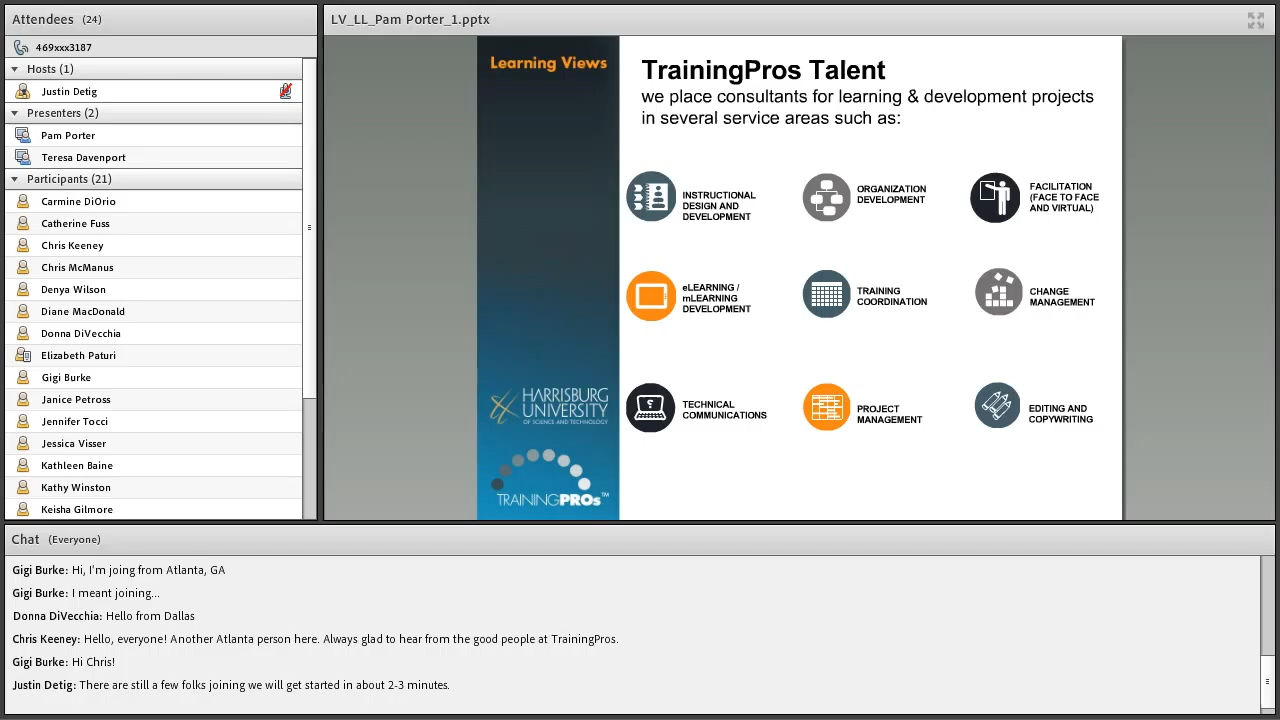 Attendees (24)
469xxx3187
Hosts (1)
Justin Detig
Presenters (2)
Pam Porter
Teresa Davenport
Participants (21)
Carmine DiOrio
Catherine Fuss
Chris Keeney
Chris McManus
Denya Wilson
Diane MacDonald
Donna DiVecchia
Elizabeth Paturi
Gigi Burke
Janice Petross
Jennifer Tocci
Jessica Visser
Kathleen Baine
Kathy Winston
Keisha Gilmore
LV_LL_Pam Porter_1.pptx
Learning Views
HARRISBURG
UNIVERSITY
OF SCIENCE AND TECHNOLOGY
TRAININGPROs™
TrainingPros Talent
we place consultants for learning & development projects
in several service areas such as:
INSTRUCTIONAL
DESIGN AND
DEVELOPMENT
ORGANIZATION
DEVELOPMENT
FACILITATION
(FACE TO FACE
AND VIRTUAL)
eLEARNING /
mLEARNING
DEVELOPMENT
TRAINING
COORDINATION
CHANGE
MANAGEMENT
?
TECHNICAL
COMMUNICATIONS
PROJECT
MANAGEMENT
EDITING AND
COPYWRITING
Chat (Everyone)
Gigi Burke: Hi, I'm joing from Atlanta, GA
Gigi Burke: I meant joining...
Donna DiVecchia: Hello from Dallas
Chris Keeney: Hello, everyone! Another Atlanta person here. Always glad to hear from the good people at TrainingPros.
Gigi Burke: Hi Chris!
Justin Detig: There are still a few folks joining we will get started in about 2-3 minutes.